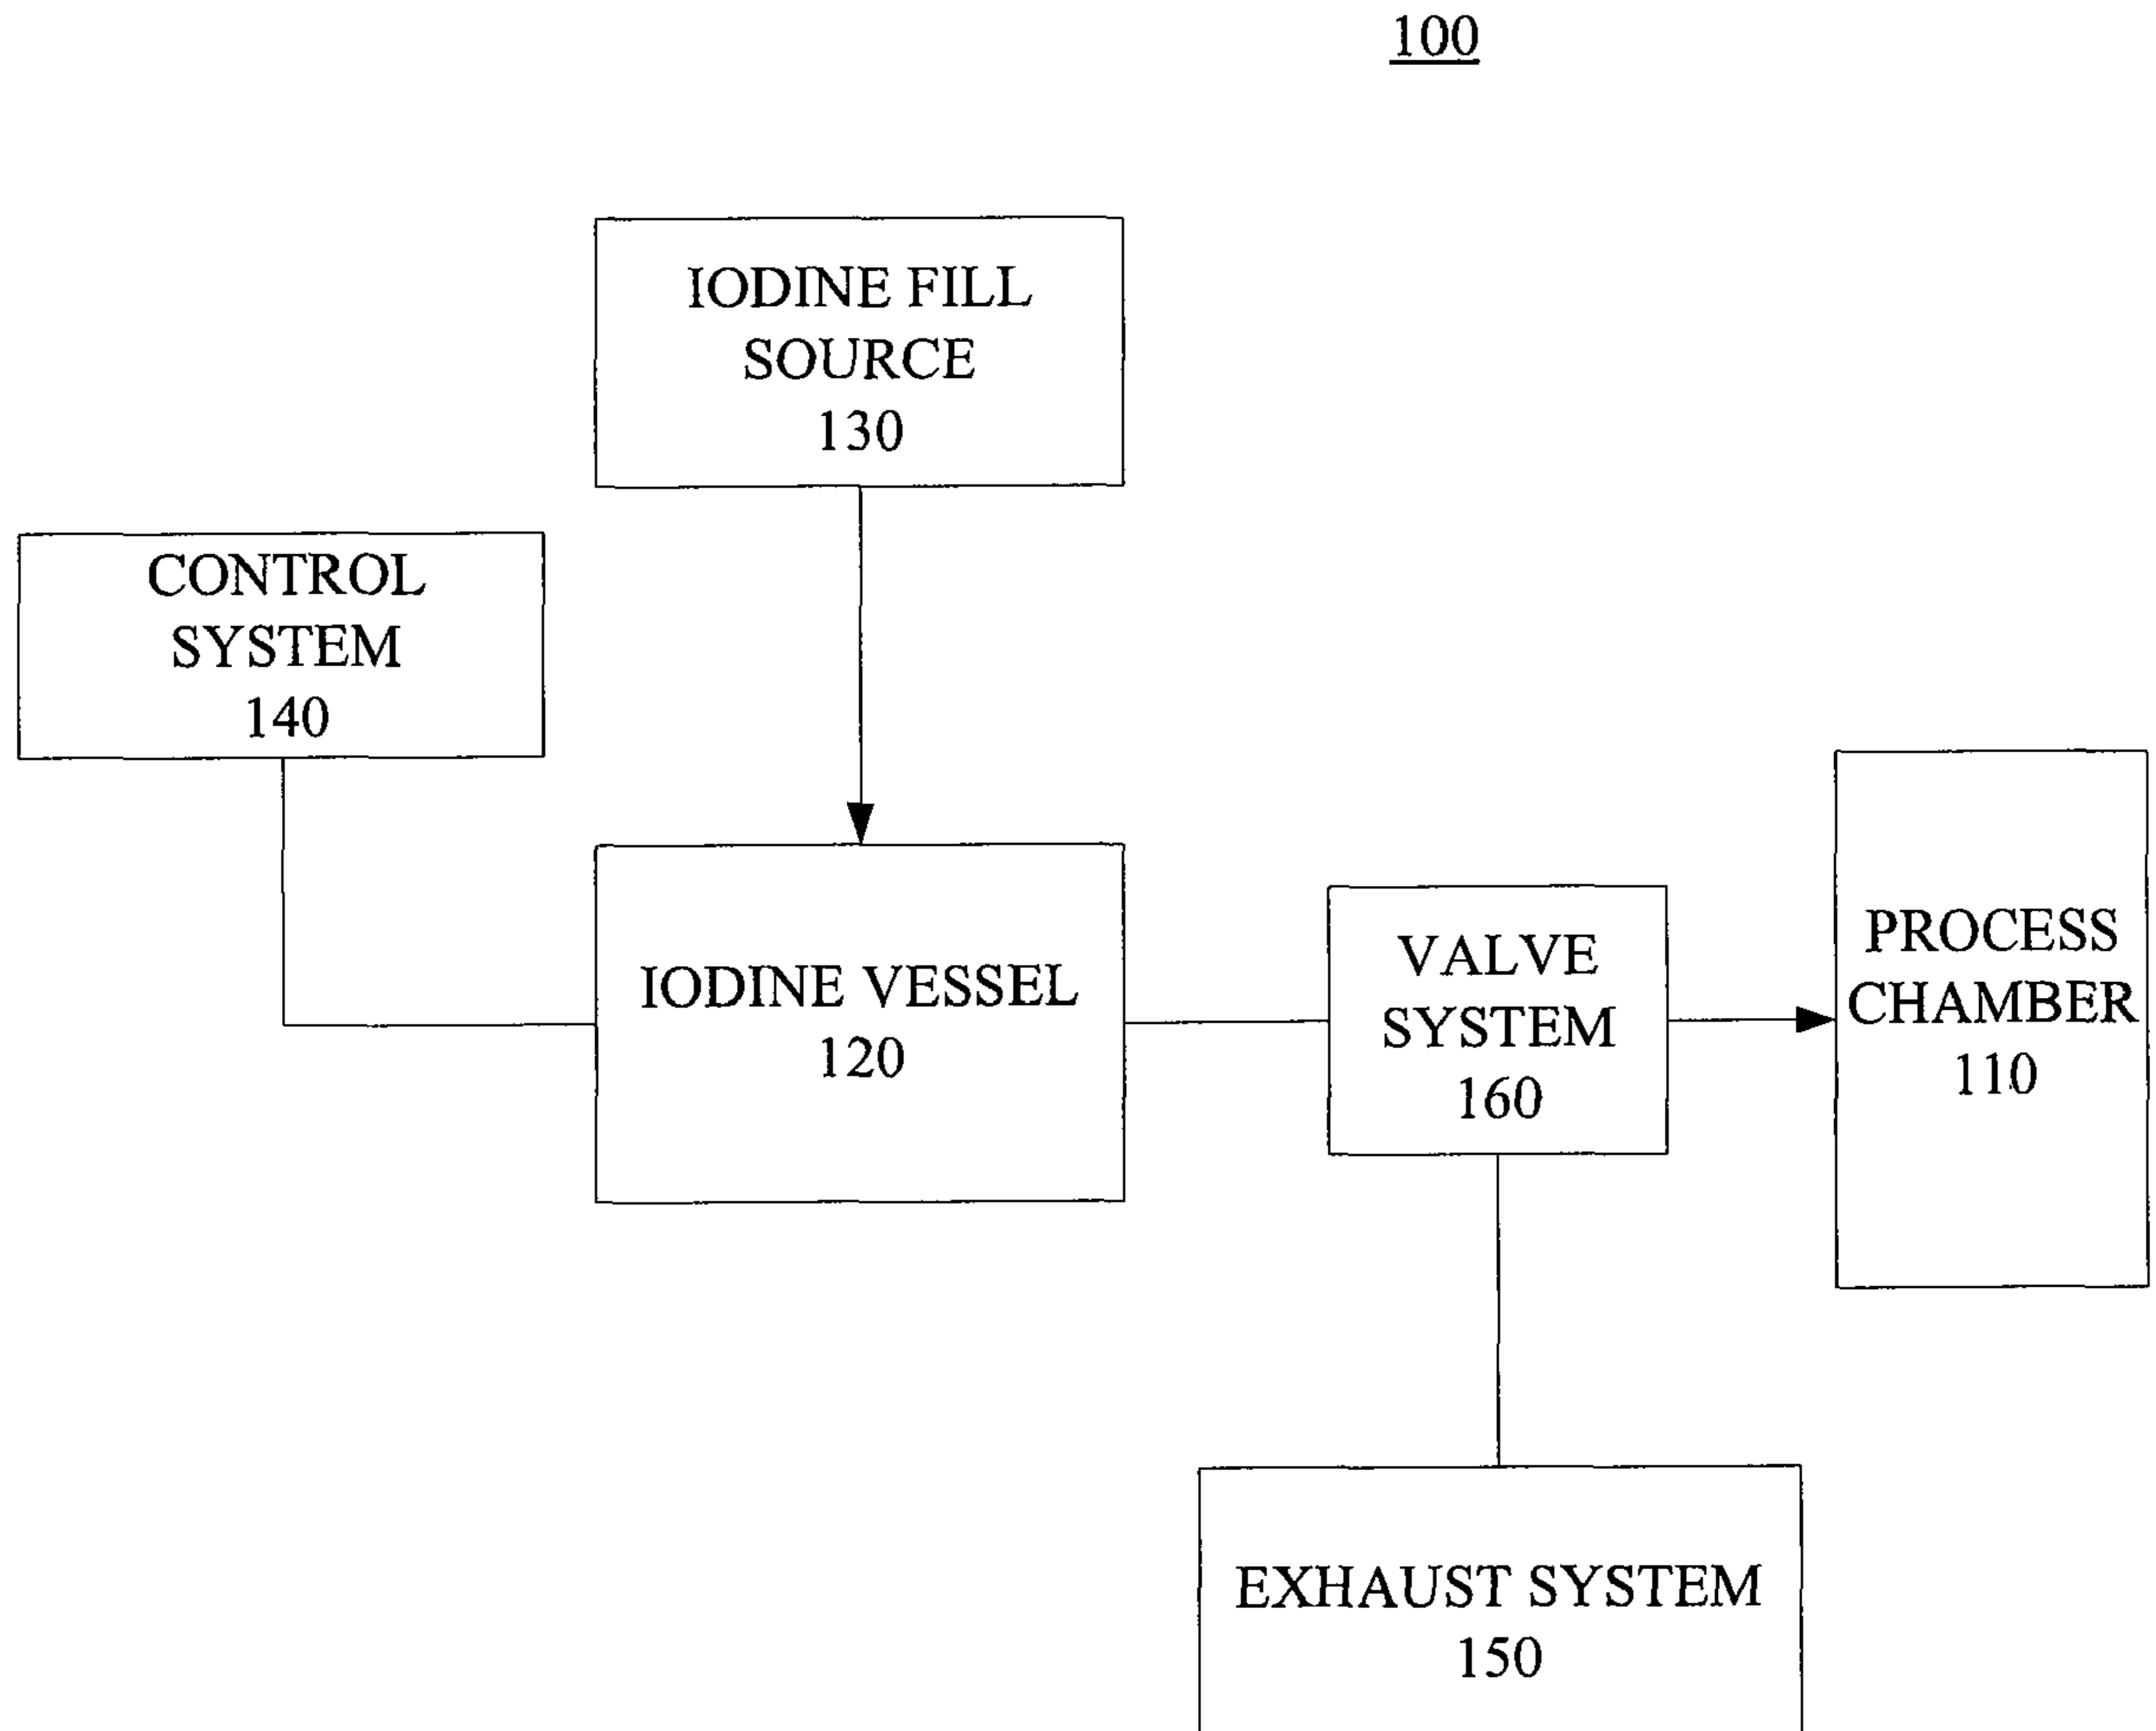 100
IODINE FILL
SOURCE
130
CONTROL
SYSTEM
140
IODINE VESSEL
120
VALVE
SYSTEM
160
PROCESS
CHAMBER
110
EXHAUST SYSTEM
150